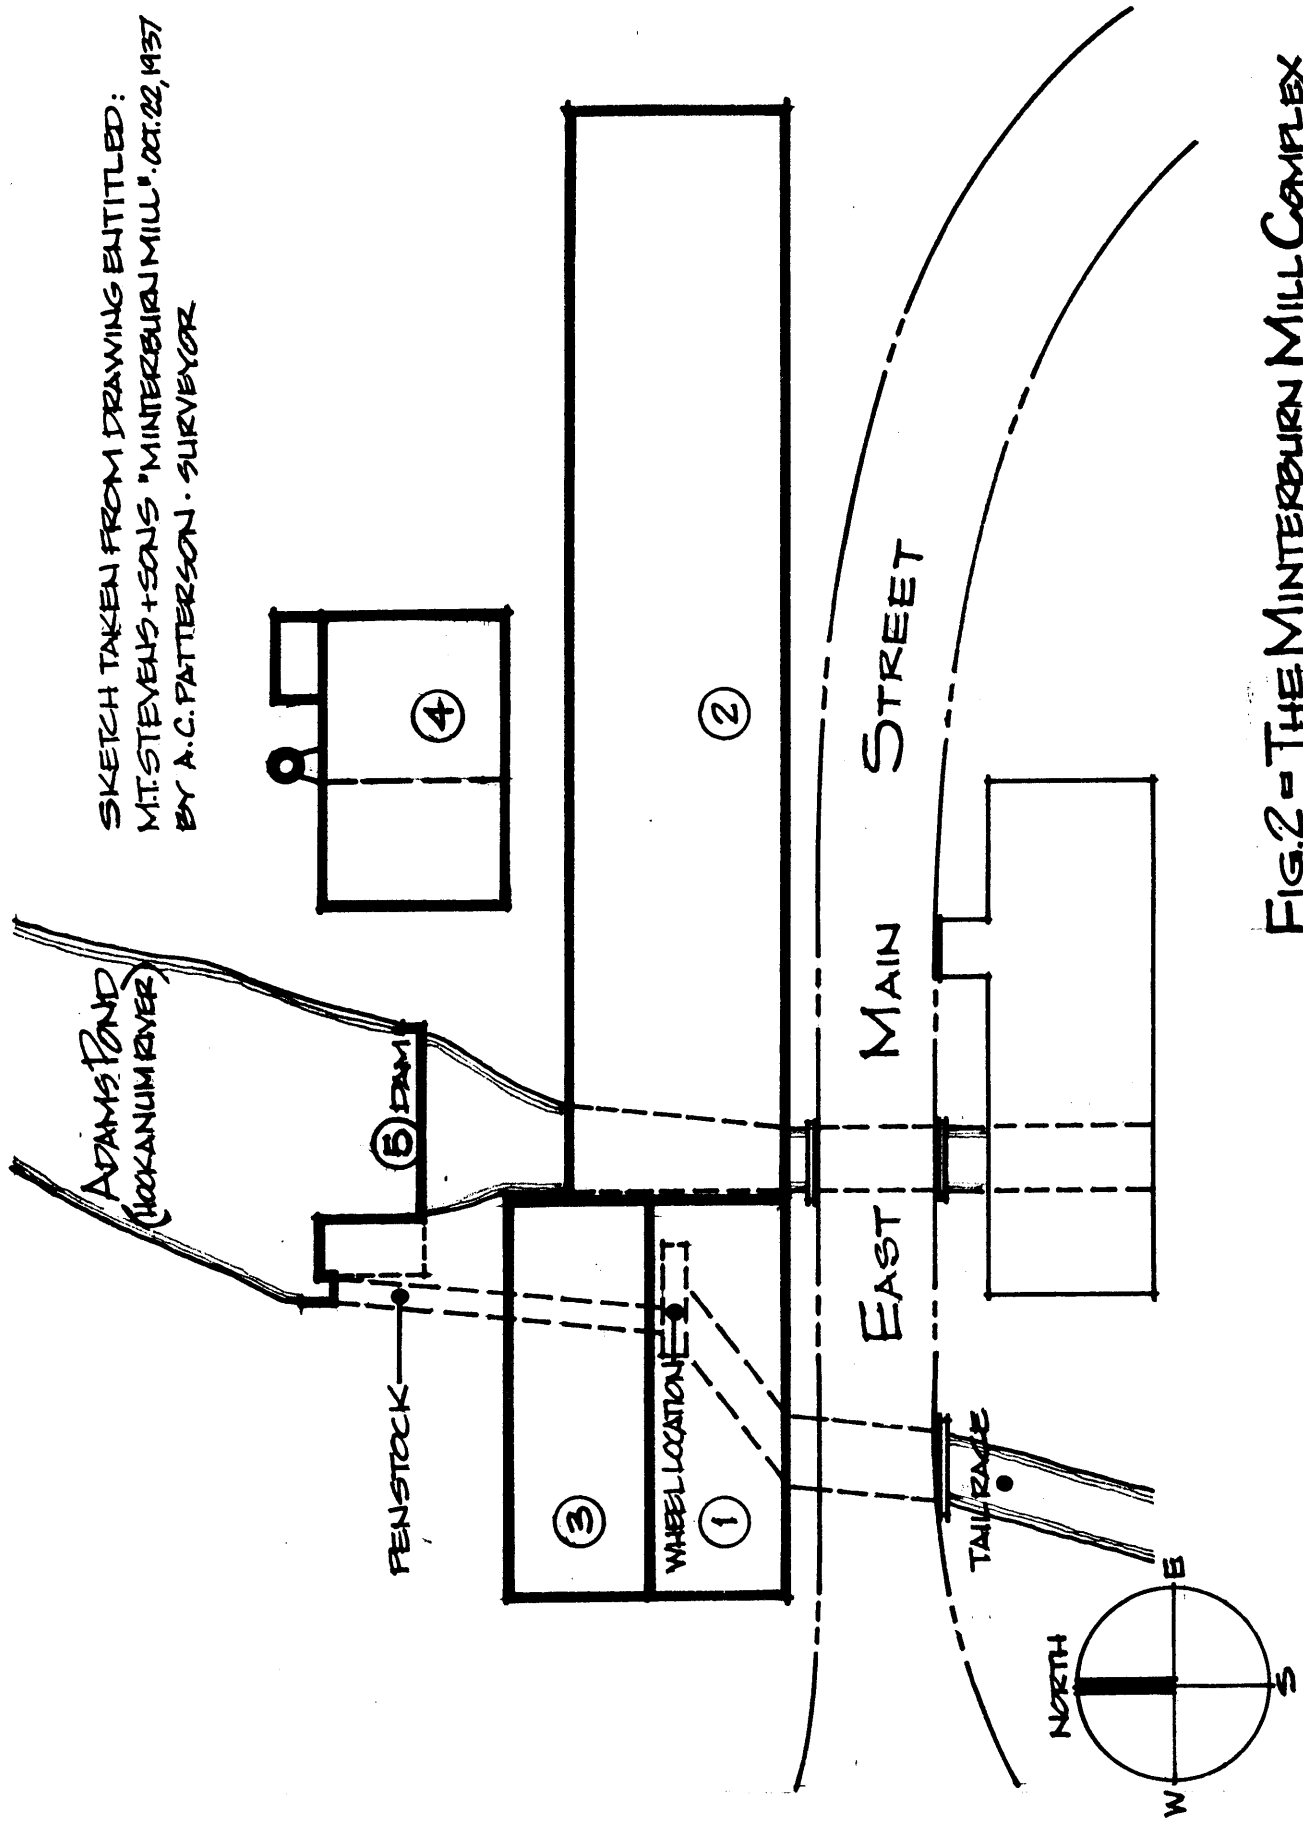 SKETCH TAKEN FROM DRAWING ENTITLED:
M.T. STEVENS + SONS "MINTERBURN MILL". OCT. 22, 1937
BY A.C. PATTERSON. SURVEYOR
ADAMS POND
(HOCKANUM RIVER)
5 DAM
4
PENSTOCK
3
WHEEL LOCATION
1
2
EAST MAIN STREET
TAILRACE
NORTH
W
E
S
FIG. 2 = THE MINTERBURN MILL COMPLEX